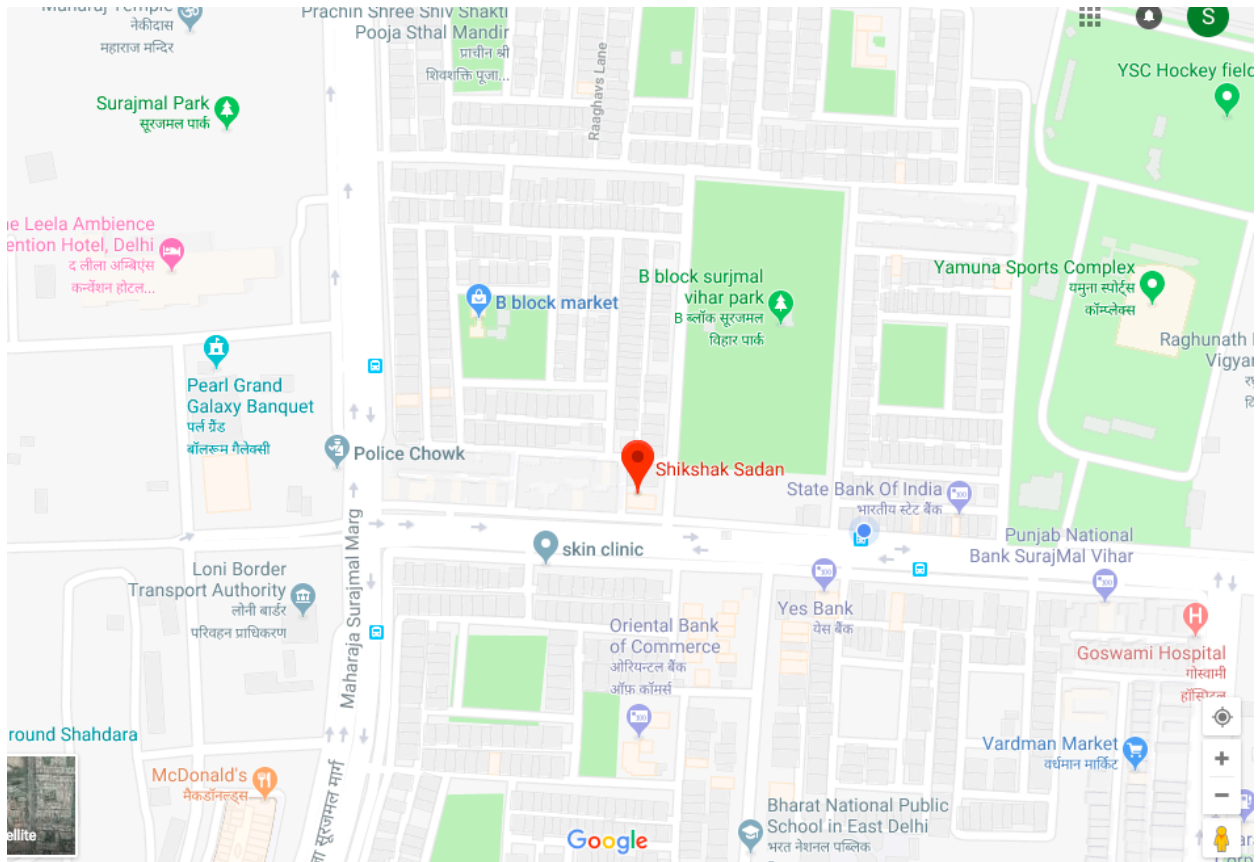 Maharaj Temple
नेकीदास
महाराज मन्दिर
Prachin Shree Shiv Shakti
Pooja Sthal Mandir
प्राचीन श्री
शिवशक्ति पूजा...
Raaghavs Lane
S
YSC Hockey field
Surajmal Park
सूरजमल पार्क
e Leela Ambience
ention Hotel, Delhi
द लीला अम्बिएंस
कन्वेंशन होटल...
B block market
B block surjmal
vihar park
B ब्लॉक सूरजमल
विहार पार्क
Yamuna Sports Complex
यमुना स्पोर्ट्स
कॉम्प्लेक्स
Raghunath
Vigyan
Pearl Grand
Galaxy Banquet
पर्ल ग्रैंड
बॉलरूम गैलेक्सी
Police Chowk
Shikshak Sadan
State Bank Of India
भारतीय स्टेट बैंक
Punjab National
Bank SurajMal Vihar
skin clinic
Maharaja Surajmal Marg
Loni Border
Transport Authority
लोनी बार्डर
परिवहन प्राधिकरण
Yes Bank
येस बैंक
Oriental Bank
of Commerce
ओरियन्टल बैंक
ऑफ़ कॉमर्स
Goswami Hospital
गोस्वामी
हॉस्पिटल
round Shahdara
Vardman Market
वर्धमान मार्किट
McDonald's
मैकडॉनल्ड्स
सूरजमल मार्ग
Bharat National Public
School in East Delhi
भरत नेशनल पब्लिक
ellite
Google